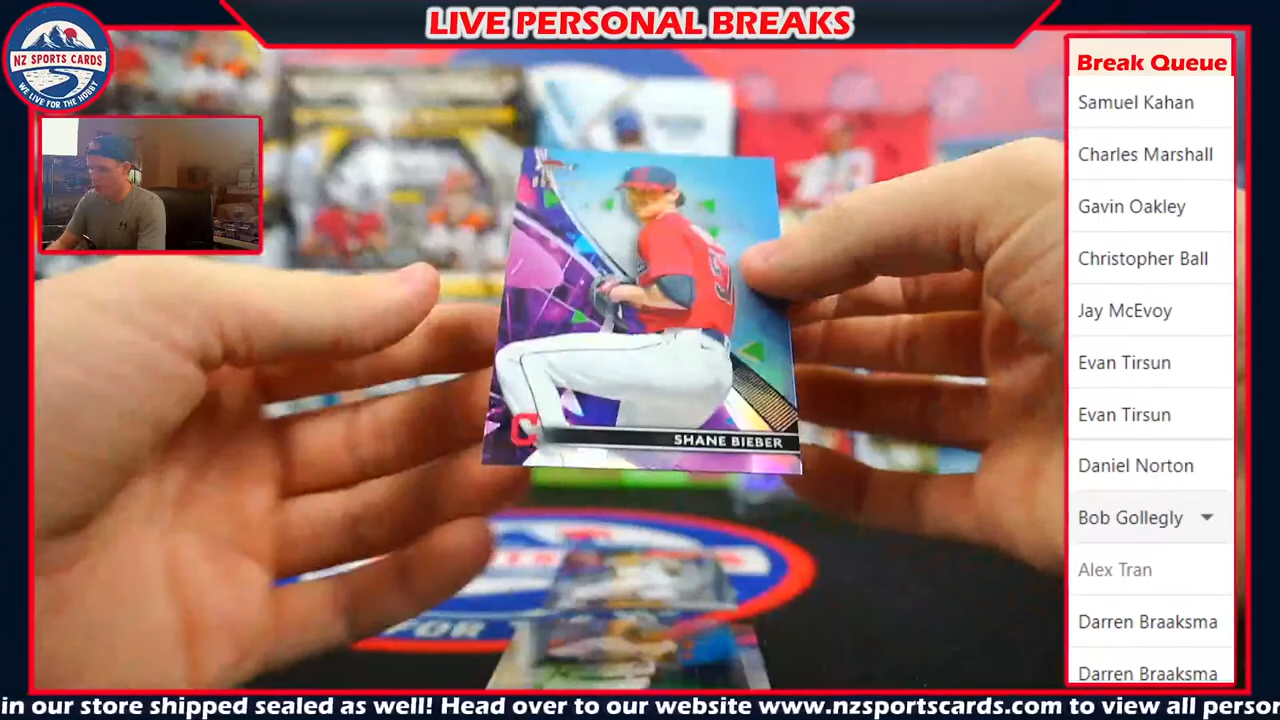 LIVE PERSONAL BREAKS
NZ SPORTS CARDS
WE LIVE FOR THE HOBBY
Break Queue
Samuel Kahan
Charles Marshall
Gavin Oakley
Christopher Ball
Jay McEvoy
Evan Tirsun
Evan Tirsun
Daniel Norton
Bob Gollegly
Alex Tran
Darren Braaksma
Darren Braaksma
C
SHANE BIEBER
FOR
in our store shipped sealed as well! Head over to our website www.nzsportscards.com to view all person